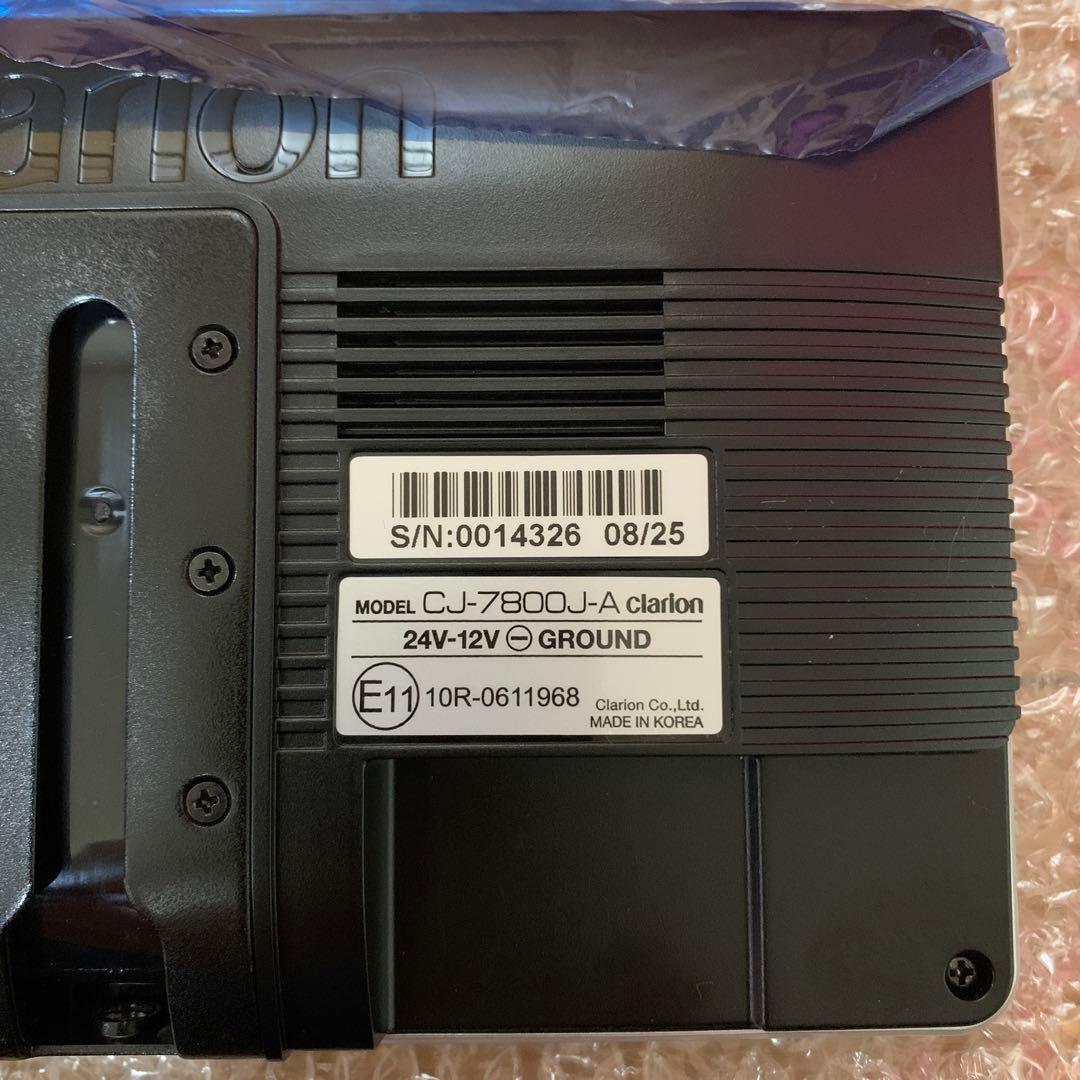 arion
S/N:0014326 08/25
MODEL CJ-7800J-A clarion
24V-12V ⊖ GROUND
E11 10R-0611968
Clarion Co.,Ltd.
MADE IN KOREA